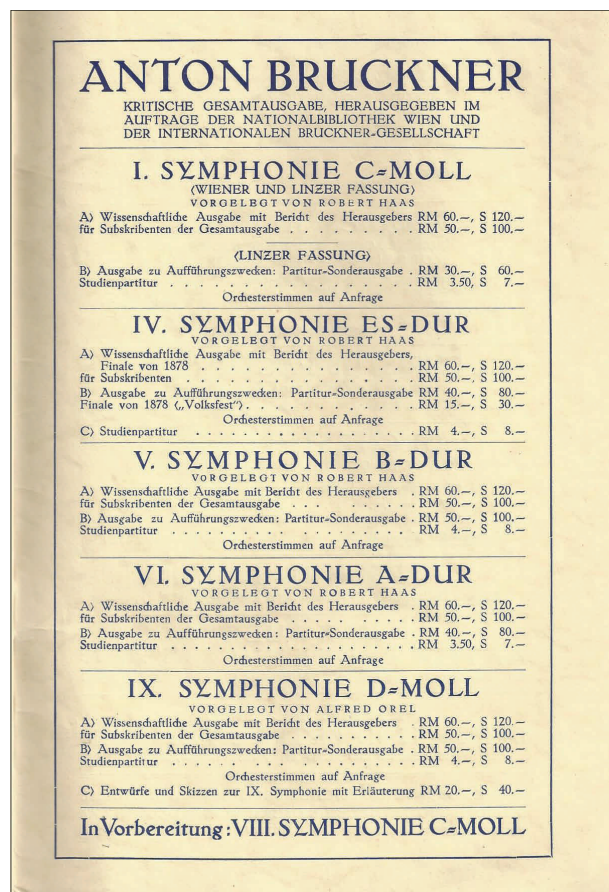 ANTON BRUCKNER
KRITISCHE GESAMTAUSGABE, HERAUSGEGEBEN IM
AUFTRAGE DER NATIONALBIBLIOTHEK WIEN UND
DER INTERNATIONALEN BRUCKNER-GESELLSCHAFT
I. SYMPHONIE C-MOLL
(WIENER UND LINZER FASSUNG)
VORGELEGT VON ROBERT HAAS
A) Wissenschaftliche Ausgabe mit Bericht des Herausgebers RM 60.—, S 120.—
für Subskribenten der Gesamtausgabe . . . . . . . . . RM 50.—, S 100.—
(LINZER FASSUNG)
B) Ausgabe zu Aufführungszwecken: Partitur-Sonderausgabe . RM 30.—, S 60.—
Studienpartitur . . . . . . . . . . . . . . . . . . RM 3.50, S 7.—
Orchesterstimmen auf Anfrage
IV. SYMPHONIE ES-DUR
VORGELEGT VON ROBERT HAAS
A) Wissenschaftliche Ausgabe mit Bericht des Herausgebers,
Finale von 1878 . . . . . . . . . . . . . . . . RM 60.—, S 120.—
für Subskribenten . . . . . . . . . . . . . . . . . RM 50.—, S 100.—
B) Ausgabe zu Aufführungszwecken: Partitur-Sonderausgabe RM 40.—, S 80.—
Finale von 1878 („Volksfest“) . . . . . . . . . . . . RM 15.—, S 30.—
Orchesterstimmen auf Anfrage
C) Studienpartitur . . . . . . . . . . . . . . . . RM 4.—, S 8.—
V. SYMPHONIE B-DUR
VORGELEGT VON ROBERT HAAS
A) Wissenschaftliche Ausgabe mit Bericht des Herausgebers . RM 60.—, S 120.—
für Subskribenten der Gesamtausgabe . . . . . . . . . RM 50.—, S 100.—
B) Ausgabe zu Aufführungszwecken: Partitur-Sonderausgabe . RM 50.—, S 100.—
Studienpartitur . . . . . . . . . . . . . . . . . . RM 4.—, S 8.—
Orchesterstimmen auf Anfrage
VI. SYMPHONIE A-DUR
VORGELEGT VON ROBERT HAAS
A) Wissenschaftliche Ausgabe mit Bericht des Herausgebers . RM 60.—, S 120.—
für Subskribenten der Gesamtausgabe . . . . . . . . . RM 50.—, S 100.—
B) Ausgabe zu Aufführungszwecken: Partitur-Sonderausgabe . RM 40.—, S 80.—
Studienpartitur . . . . . . . . . . . . . . . . . . RM 3.50, S 7.—
Orchesterstimmen auf Anfrage
IX. SYMPHONIE D-MOLL
VORGELEGT VON ALFRED OREL
A) Wissenschaftliche Ausgabe mit Bericht des Herausgebers . RM 60.—, S 120.—
für Subskribenten der Gesamtausgabe . . . . . . . . . RM 50.—, S 100.—
B) Ausgabe zu Aufführungszwecken: Partitur-Sonderausgabe . RM 50.—, S 100.—
Studienpartitur . . . . . . . . . . . . . . . . . . RM 4.—, S 8.—
Orchesterstimmen auf Anfrage
C) Entwürfe und Skizzen zur IX. Symphonie mit Erläuterung RM 20.—, S 40.—
In Vorbereitung: VIII. SYMPHONIE C-MOLL